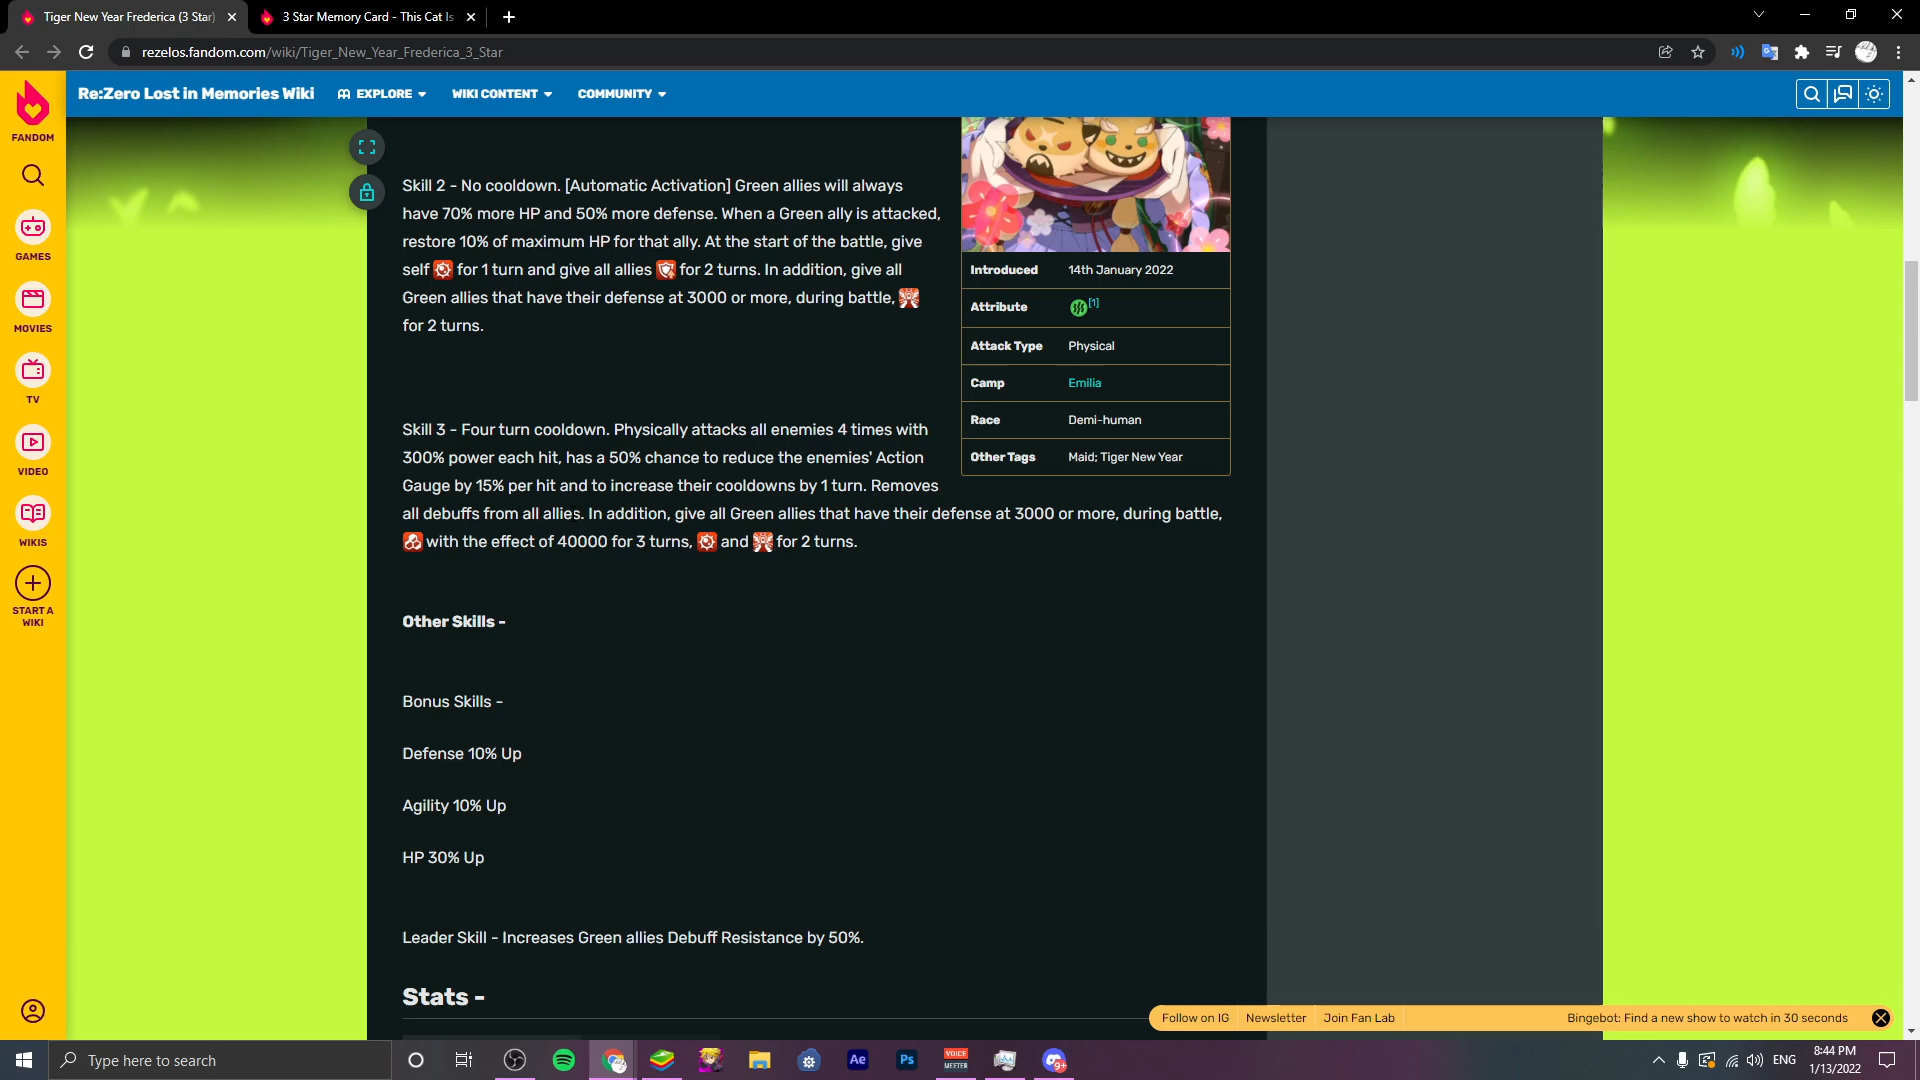 Tiger New Year Frederica (3 Star)
3 Star Memory Card - This Cat Is
rezelos.fandom.com/wiki/Tiger_New_Year_Frederica_3_Star
Re:Zero Lost in Memories Wiki
EXPLORE
WIKI CONTENT
COMMUNITY
FANDOM
GAMES
MOVIES
TV
VIDEO
WIKIS
START A
WIKI
Skill 2 - No cooldown. [Automatic Activation] Green allies will always
have 70% more HP and 50% more defense. When a Green ally is attacked,
restore 10% of maximum HP for that ally. At the start of the battle, give
self for 1 turn and give all allies for 2 turns. In addition, give all
Green allies that have their defense at 3000 or more, during battle,
for 2 turns.
Introduced 14th January 2022
Attribute [1]
Attack Type Physical
Camp Emilia
Race Demi-human
Other Tags Maid; Tiger New Year
Skill 3 - Four turn cooldown. Physically attacks all enemies 4 times with
300% power each hit, has a 50% chance to reduce the enemies' Action
Gauge by 15% per hit and to increase their cooldowns by 1 turn. Removes
all debuffs from all allies. In addition, give all Green allies that have their defense at 3000 or more, during battle,
with the effect of 40000 for 3 turns, and for 2 turns.
Other Skills -
Bonus Skills -
Defense 10% Up
Agility 10% Up
HP 30% Up
Leader Skill - Increases Green allies Debuff Resistance by 50%.
Stats -
Follow on IG
Newsletter
Join Fan Lab
Bingebot: Find a new show to watch in 30 seconds
Type here to search
Ae
Ps
VOICE
MEETER
9+
ENG
8:44 PM
1/13/2022